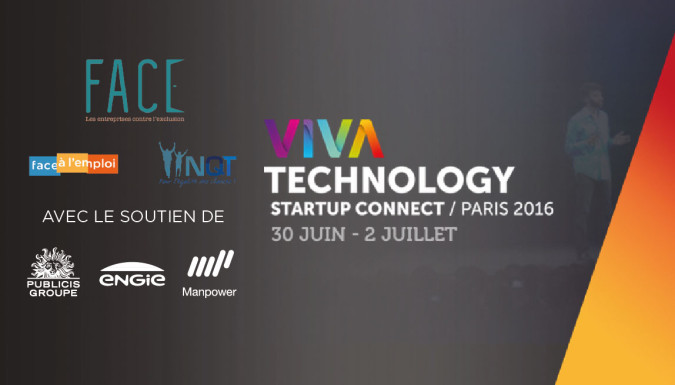 FACE
Les entreprises contre l'exclusion
face à l'emploi
NQT
AVEC LE SOUTIEN DE
PUBLICIS
GROUPE
ENGIE
Manpower
VIVA
TECHNOLOGY
STARTUP CONNECT / PARIS 2016
30 JUIN - 2 JUILLET